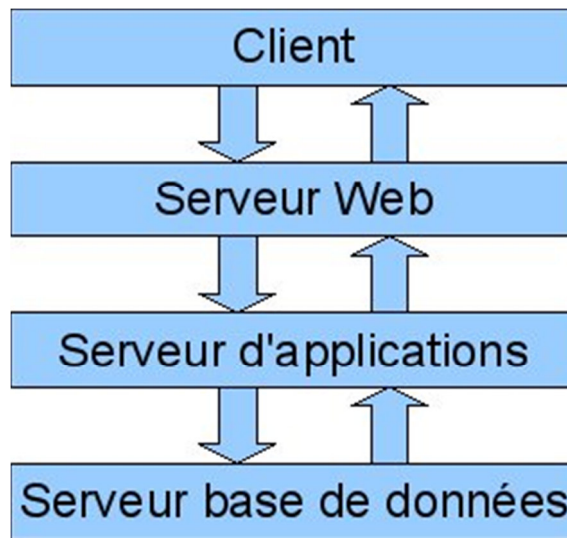 Client
Serveur Web
Serveur d'applications
Serveur base de données